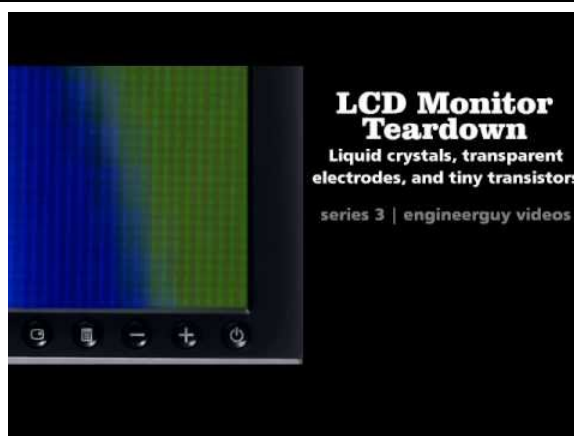 LCD Monitor
Teardown
Liquid crystals, transparent
electrodes, and tiny transistors
series 3 | engineerguy videos